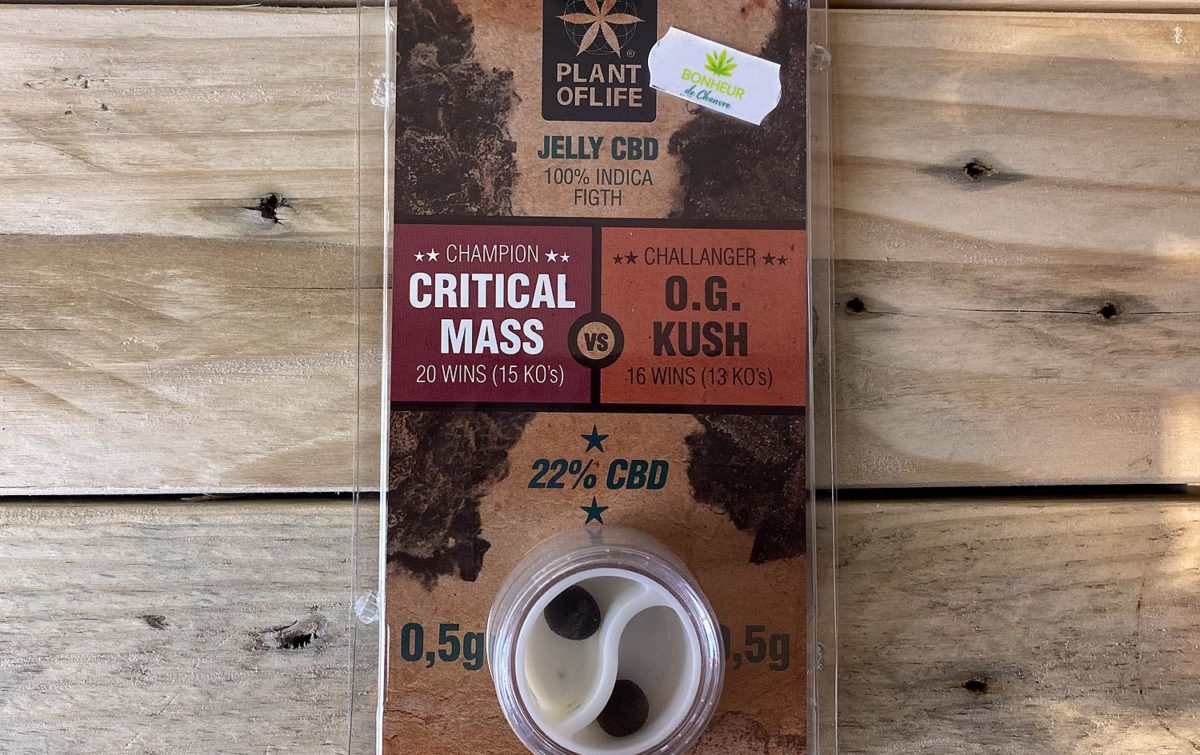 PLANT
OFLIFE
®
BONHEUR
de Chanvre
JELLY CBD
100% INDICA
FIGTH
★★ CHAMPION ★★
CRITICAL
MASS
20 WINS (15 KO's)
VS
★★ CHALLANGER ★★
O.G.
KUSH
16 WINS (13 KO's)
★
22% CBD
★
0,5g
,5g